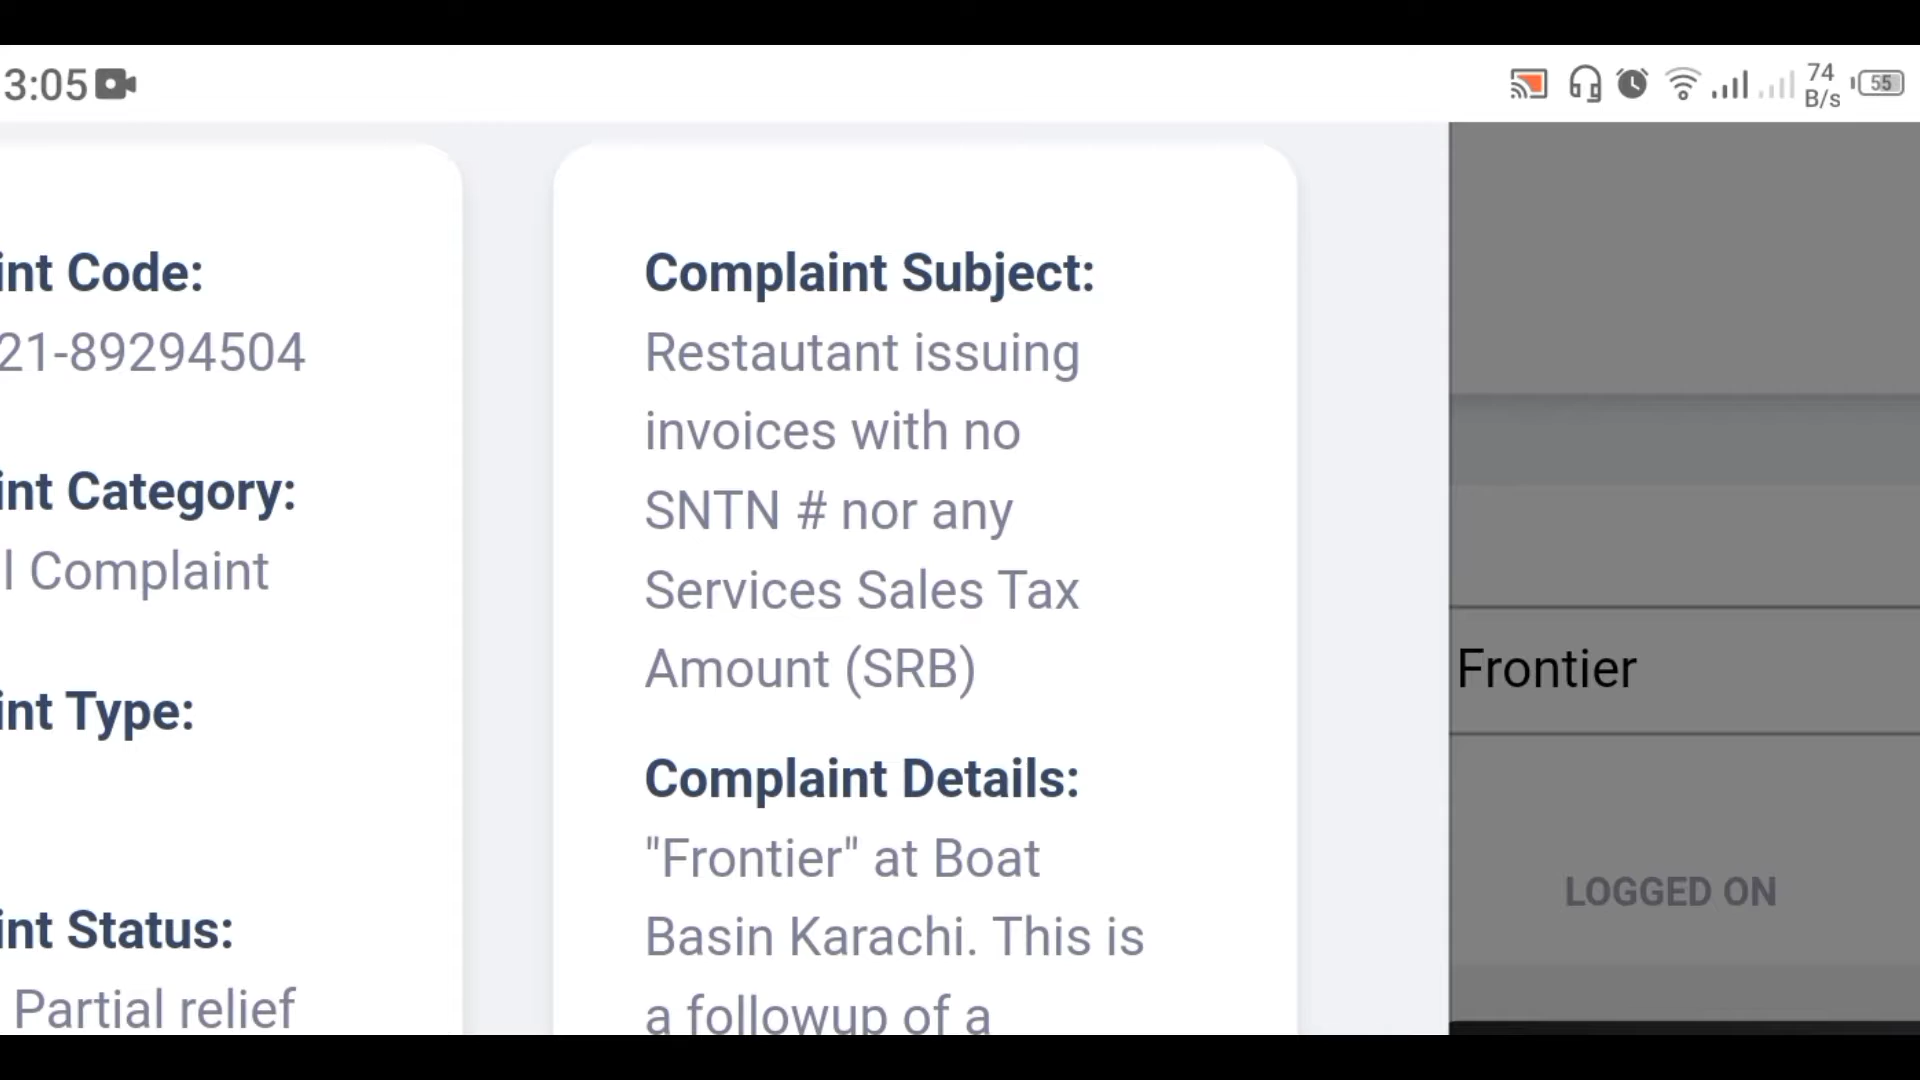 3:05
74
B/s
55
int Code:
21-89294504
int Category:
l Complaint
int Type:
int Status:
Partial relief
Complaint Subject:
Restautant issuing
invoices with no
SNTN # nor any
Services Sales Tax
Amount (SRB)
Complaint Details:
"Frontier" at Boat
Basin Karachi. This is
a followup of a
Frontier
LOGGED ON